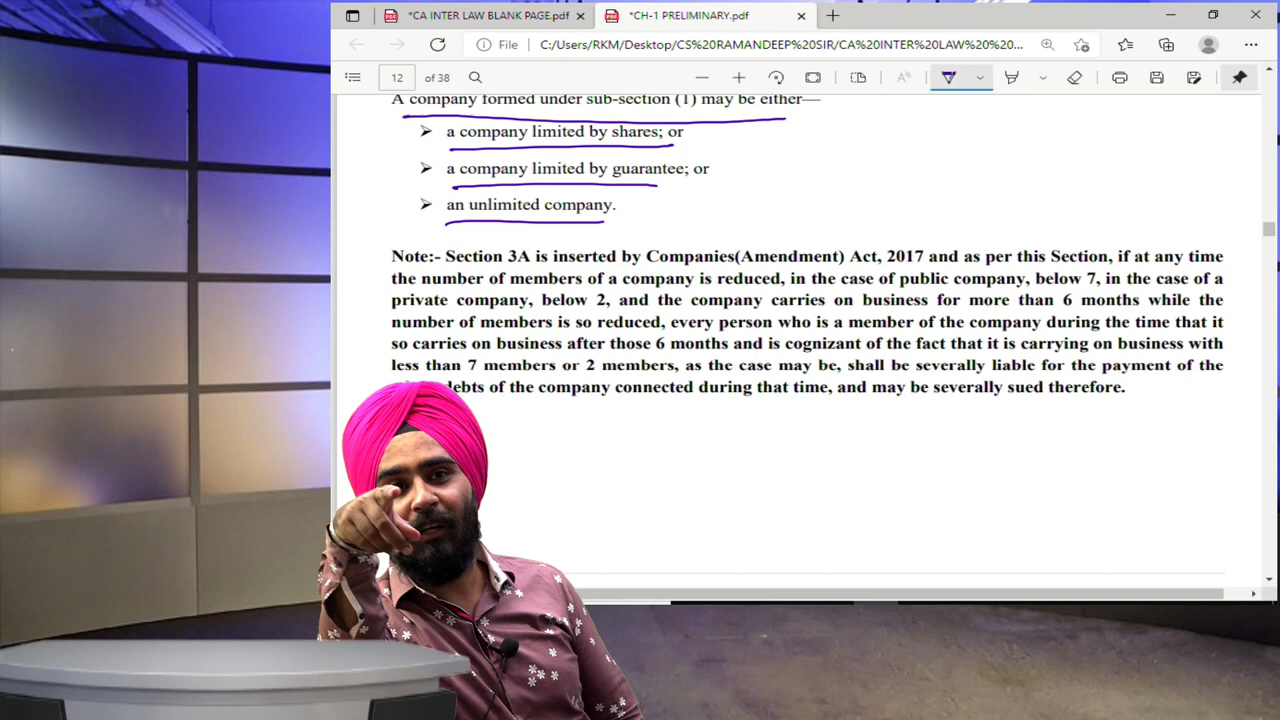 *CA INTER LAW BLANK PAGE.pdf
*CH-1 PRELIMINARY.pdf
File C:/Users/RKM/Desktop/CS%20RAMANDEEP%20SIR/CA%20INTER%20LAW%20%20...
12 of 38
A company formed under sub-section (1) may be either—
a company limited by shares; or
a company limited by guarantee; or
an unlimited company.
Note:- Section 3A is inserted by Companies(Amendment) Act, 2017 and as per this Section, if at any time
the number of members of a company is reduced, in the case of public company, below 7, in the case of a
private company, below 2, and the company carries on business for more than 6 months while the
number of members is so reduced, every person who is a member of the company during the time that it
so carries on business after those 6 months and is cognizant of the fact that it is carrying on business with
less than 7 members or 2 members, as the case may be, shall be severally liable for the payment of the
debts of the company connected during that time, and may be severally sued therefore.